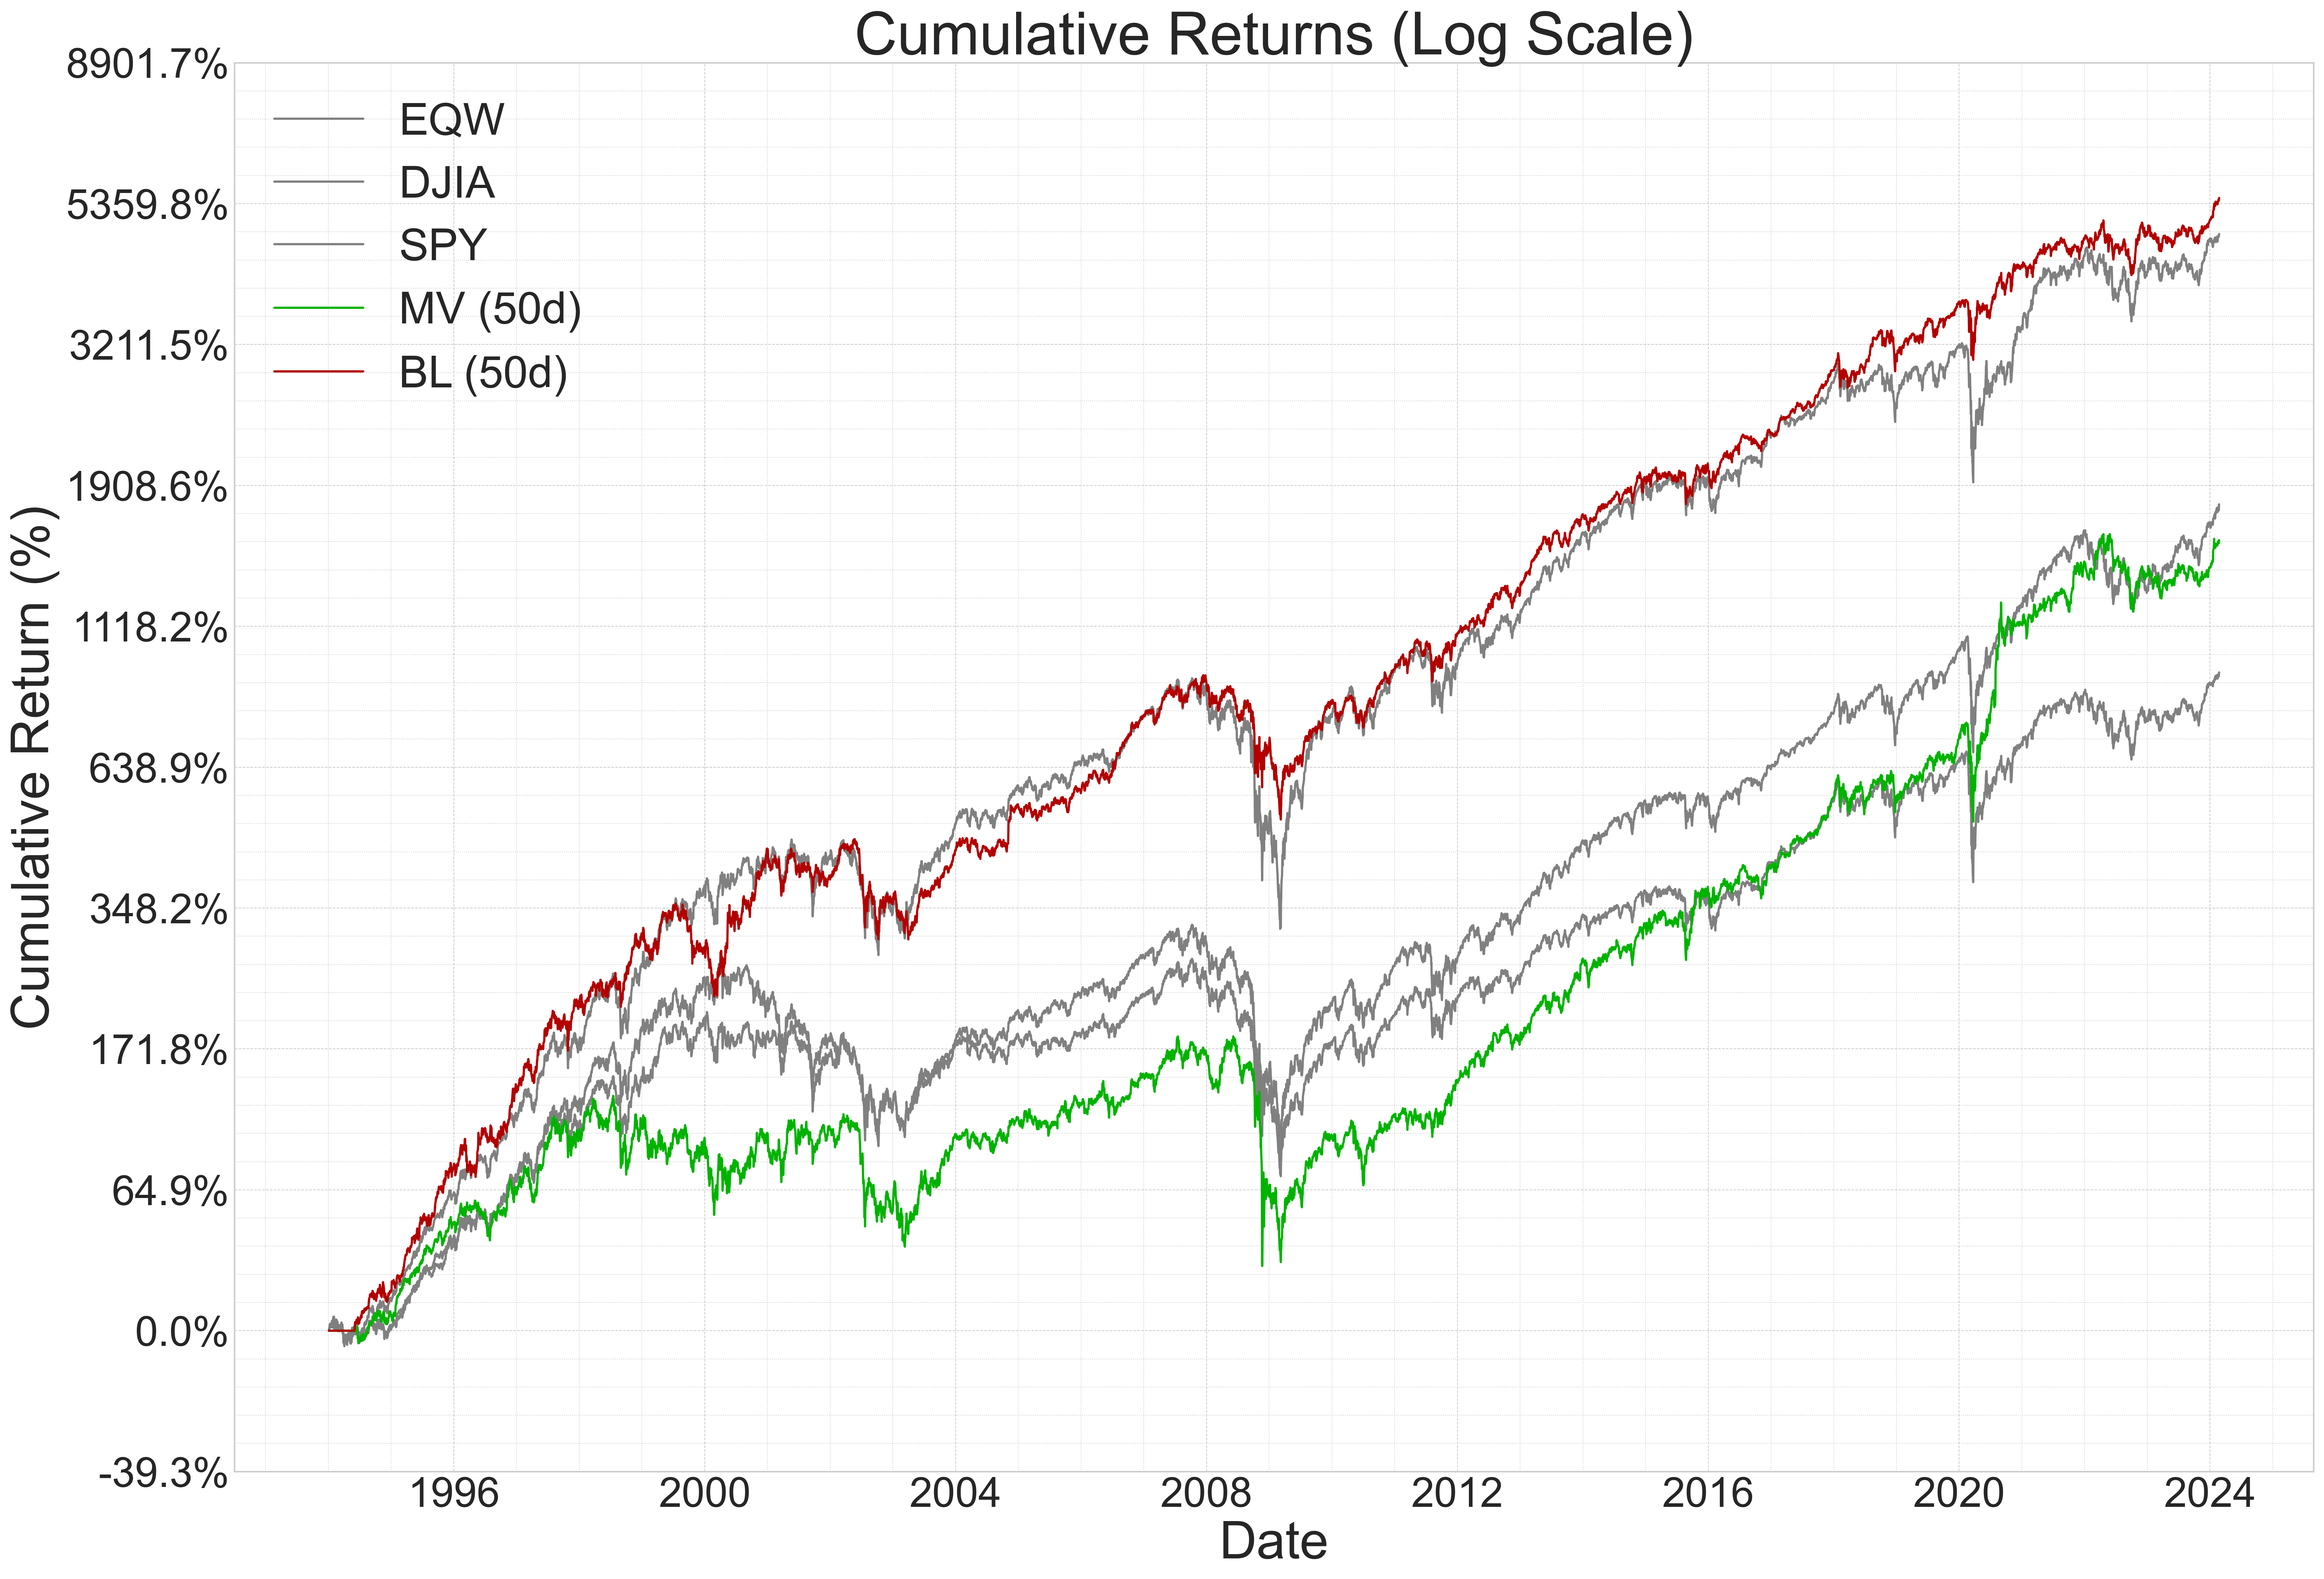 Cumulative Returns (Log Scale)
Cumulative Return (%)
8901.7%
5359.8%
3211.5%
1908.6%
1118.2%
638.9%
348.2%
171.8%
64.9%
0.0%
-39.3%
EQW
DJIA
SPY
MV (50d)
BL (50d)
1996 2000 2004 2008 2012 2016 2020 2024
Date